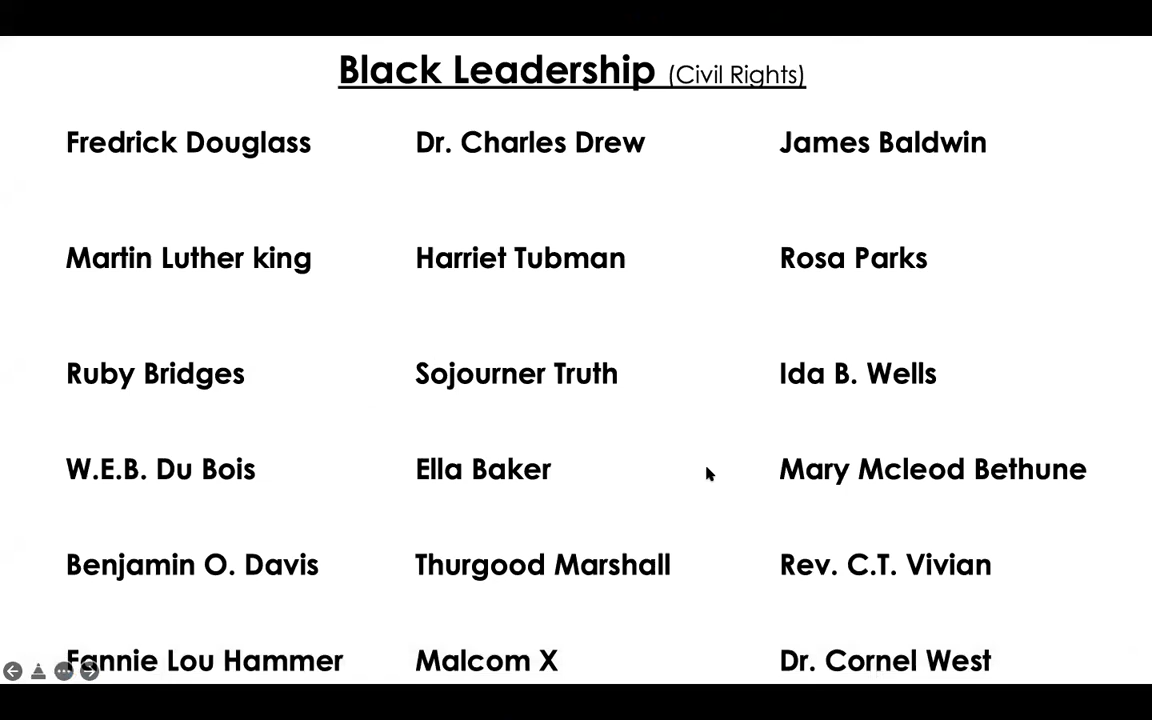 Black Leadership (Civil Rights)
Fredrick Douglass Dr. Charles Drew James Baldwin
Martin Luther king Harriet Tubman Rosa Parks
Ruby Bridges Sojourner Truth Ida B. Wells
W.E.B. Du Bois Ella Baker Mary Mcleod Bethune
Benjamin O. Davis Thurgood Marshall Rev. C.T. Vivian
Fannie Lou Hammer Malcom X Dr. Cornel West